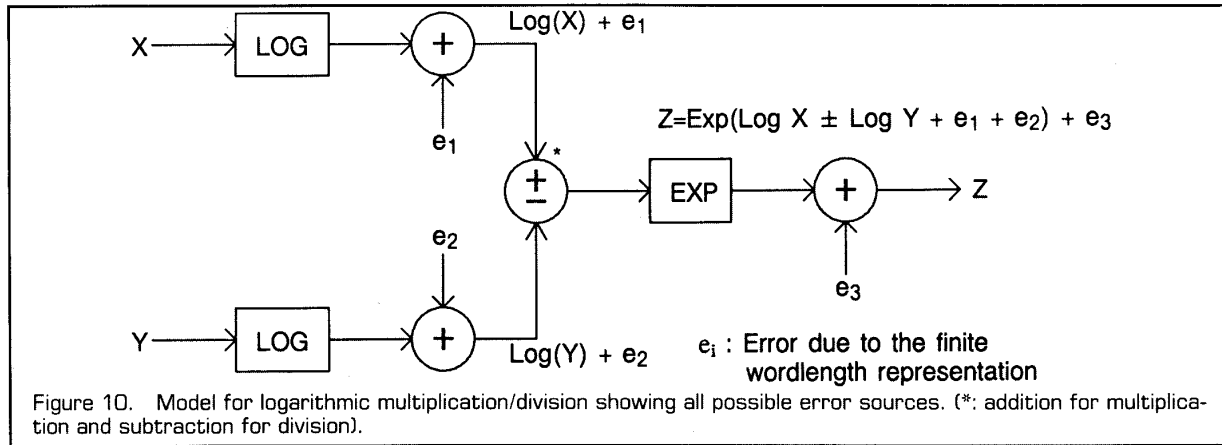 X
LOG
+
Log(X) + e₁
e₁
Z=Exp(Log X ± Log Y + e₁ + e₂) + e₃
*
±
EXP
+
Z
e₂
e₃
Y
LOG
+
Log(Y) + e₂
eᵢ : Error due to the finite
wordlength representation
Figure 10. Model for logarithmic multiplication/division showing all possible error sources. (*: addition for multiplica-
tion and subtraction for division).